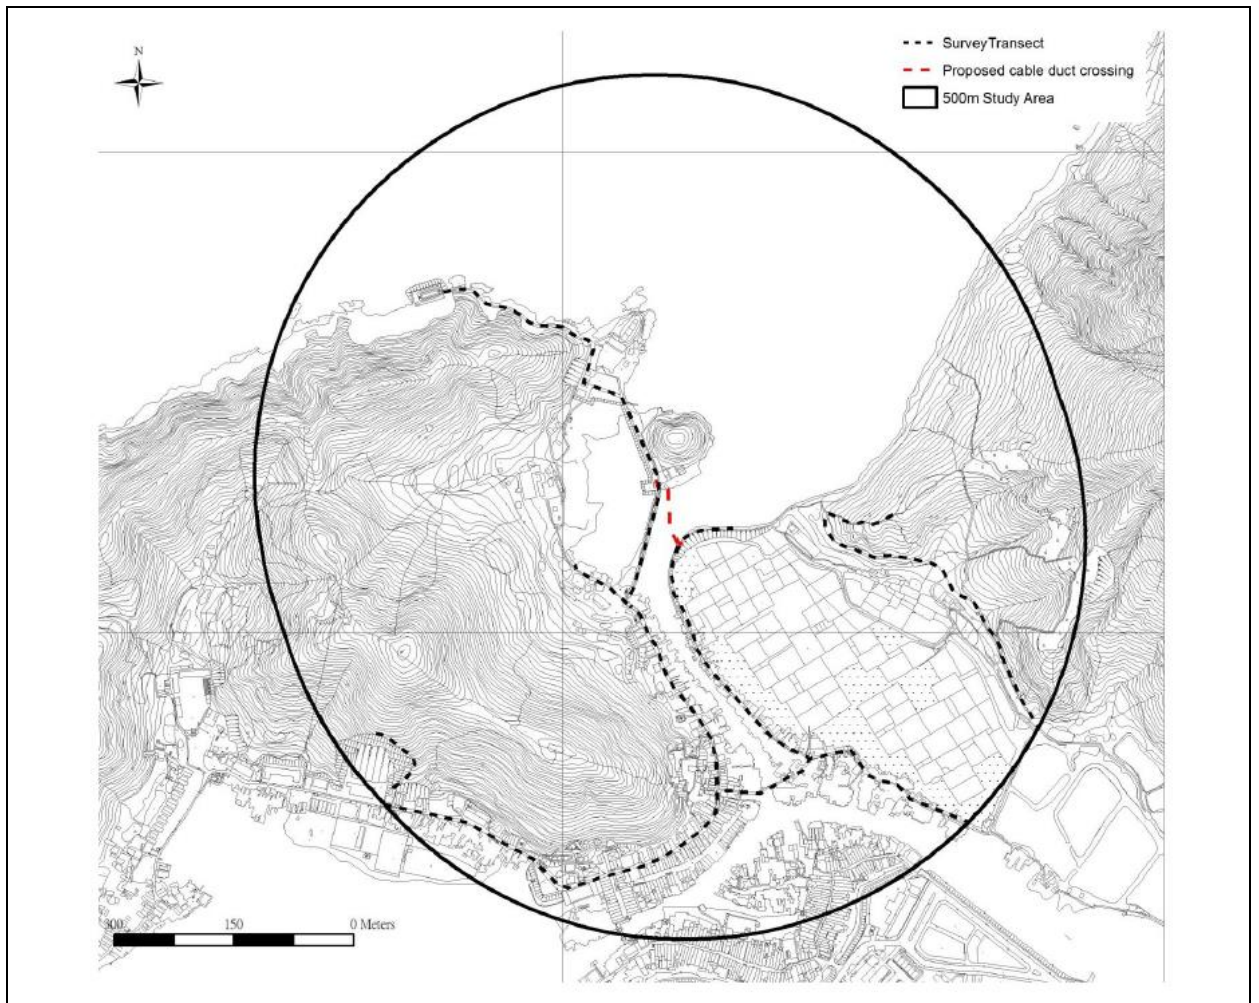 N
SurveyTransect
Proposed cable duct crossing
500m Study Area
300 150 0 Meters